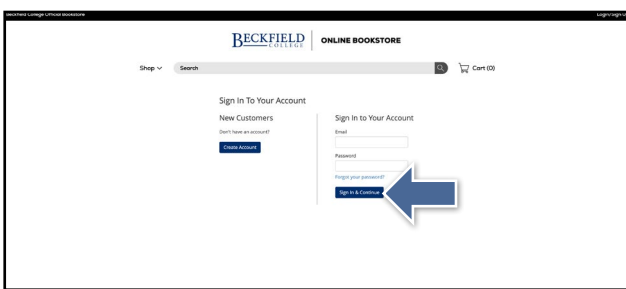 Beckfield College Official Bookstore
Login/Sign U
BECKFIELD COLLEGE
ONLINE BOOKSTORE
Shop
Search
Cart (0)
Sign In To Your Account
New Customers
Don't have an account?
Create Account
Sign In to Your Account
Email
Password
Forgot your password?
Sign In & Continue